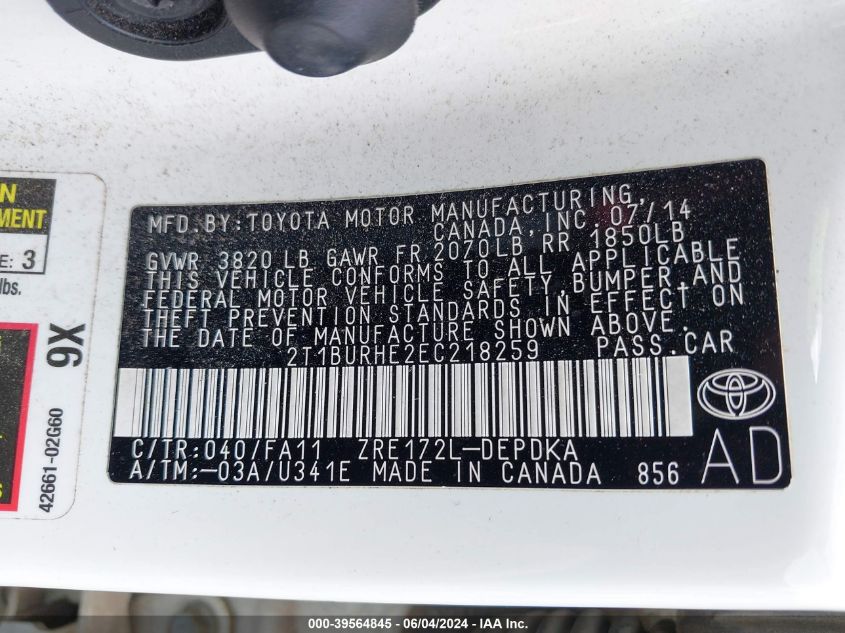 N
MENT
E: 3
lbs.
9X
42661-02G60
MFD.BY:TOYOTA MOTOR MANUFACTURING,
CANADA,INC. 07/14
GVWR 3820 LB GAWR FR 2070LB RR 1850LB
THIS VEHICLE CONFORMS TO ALL APPLICABLE
FEDERAL MOTOR VEHICLE SAFETY,BUMPER,AND
THEFT PREVENTION STANDARDS IN EFFECT ON
THE DATE OF MANUFACTURE SHOWN ABOVE.
2T1BURHE2EC218259 PASS.CAR
C/TR:040/FA11 ZRE172L-DEPDKA
A/TM:-03A/U341E MADE IN CANADA 856
AD
000-39564845 - 06/04/2024 - IAA Inc.